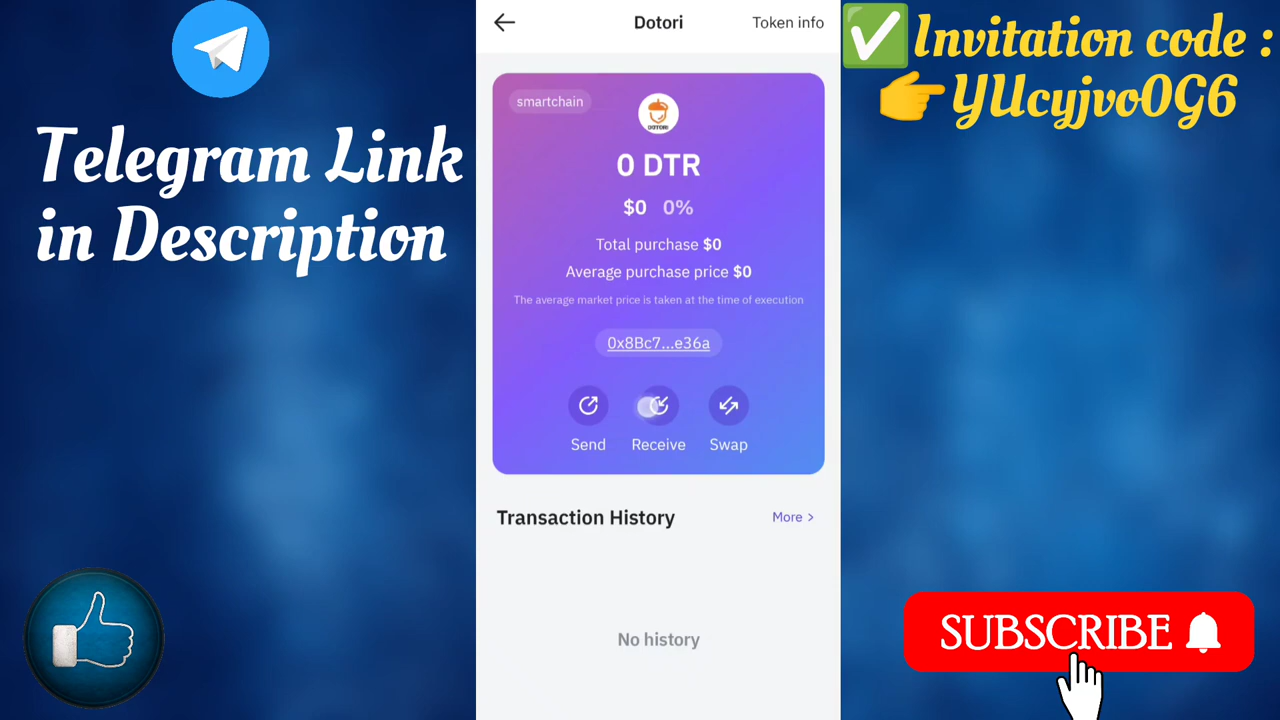 Telegram Link
in Description
Dotori
Token info
smartchain
DOTORI
0 DTR
$0 0%
Total purchase $0
Average purchase price $0
The average market price is taken at the time of execution
0x8Bc7...e36a
Send Receive Swap
Transaction History
More >
No history
✅Invitation code :
👉YUcyjvo0G6
SUBSCRIBE